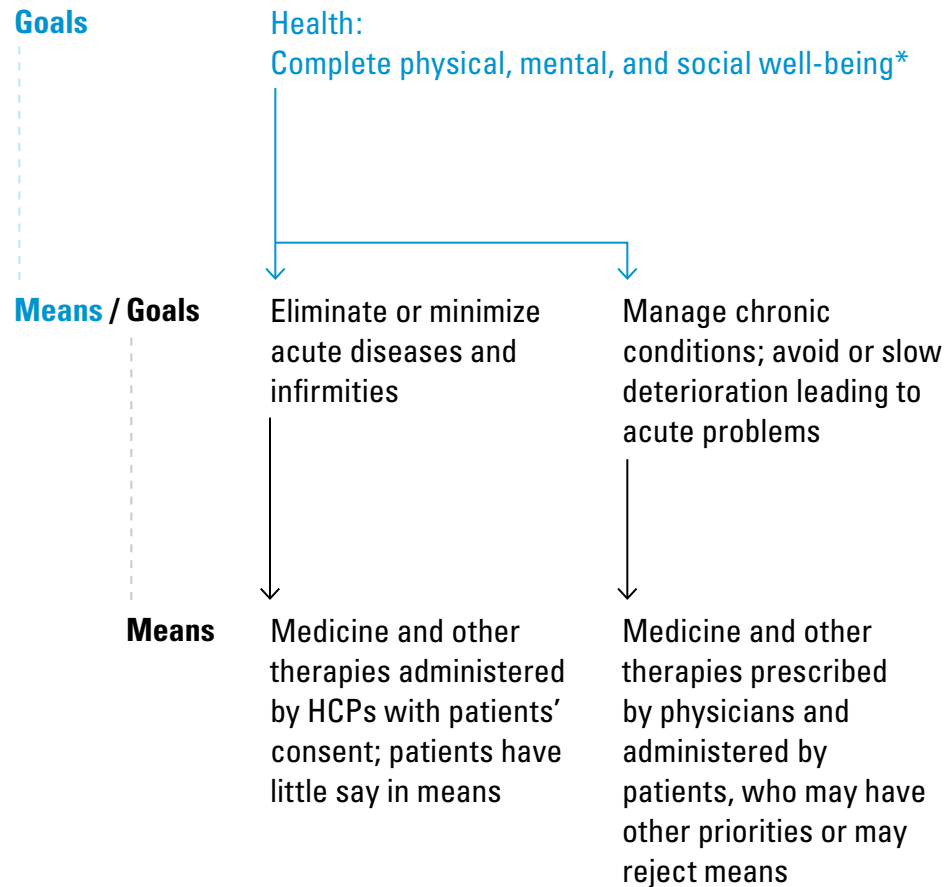 Goals
Health:
Complete physical, mental, and social well-being*
Means / Goals
Eliminate or minimize
acute diseases and
infirmities
Manage chronic
conditions; avoid or slow
deterioration leading to
acute problems
Means
Medicine and other
therapies administered
by HCPs with patients’
consent; patients have
little say in means
Medicine and other
therapies prescribed
by physicians and
administered by
patients, who may have
other priorities or may
reject means